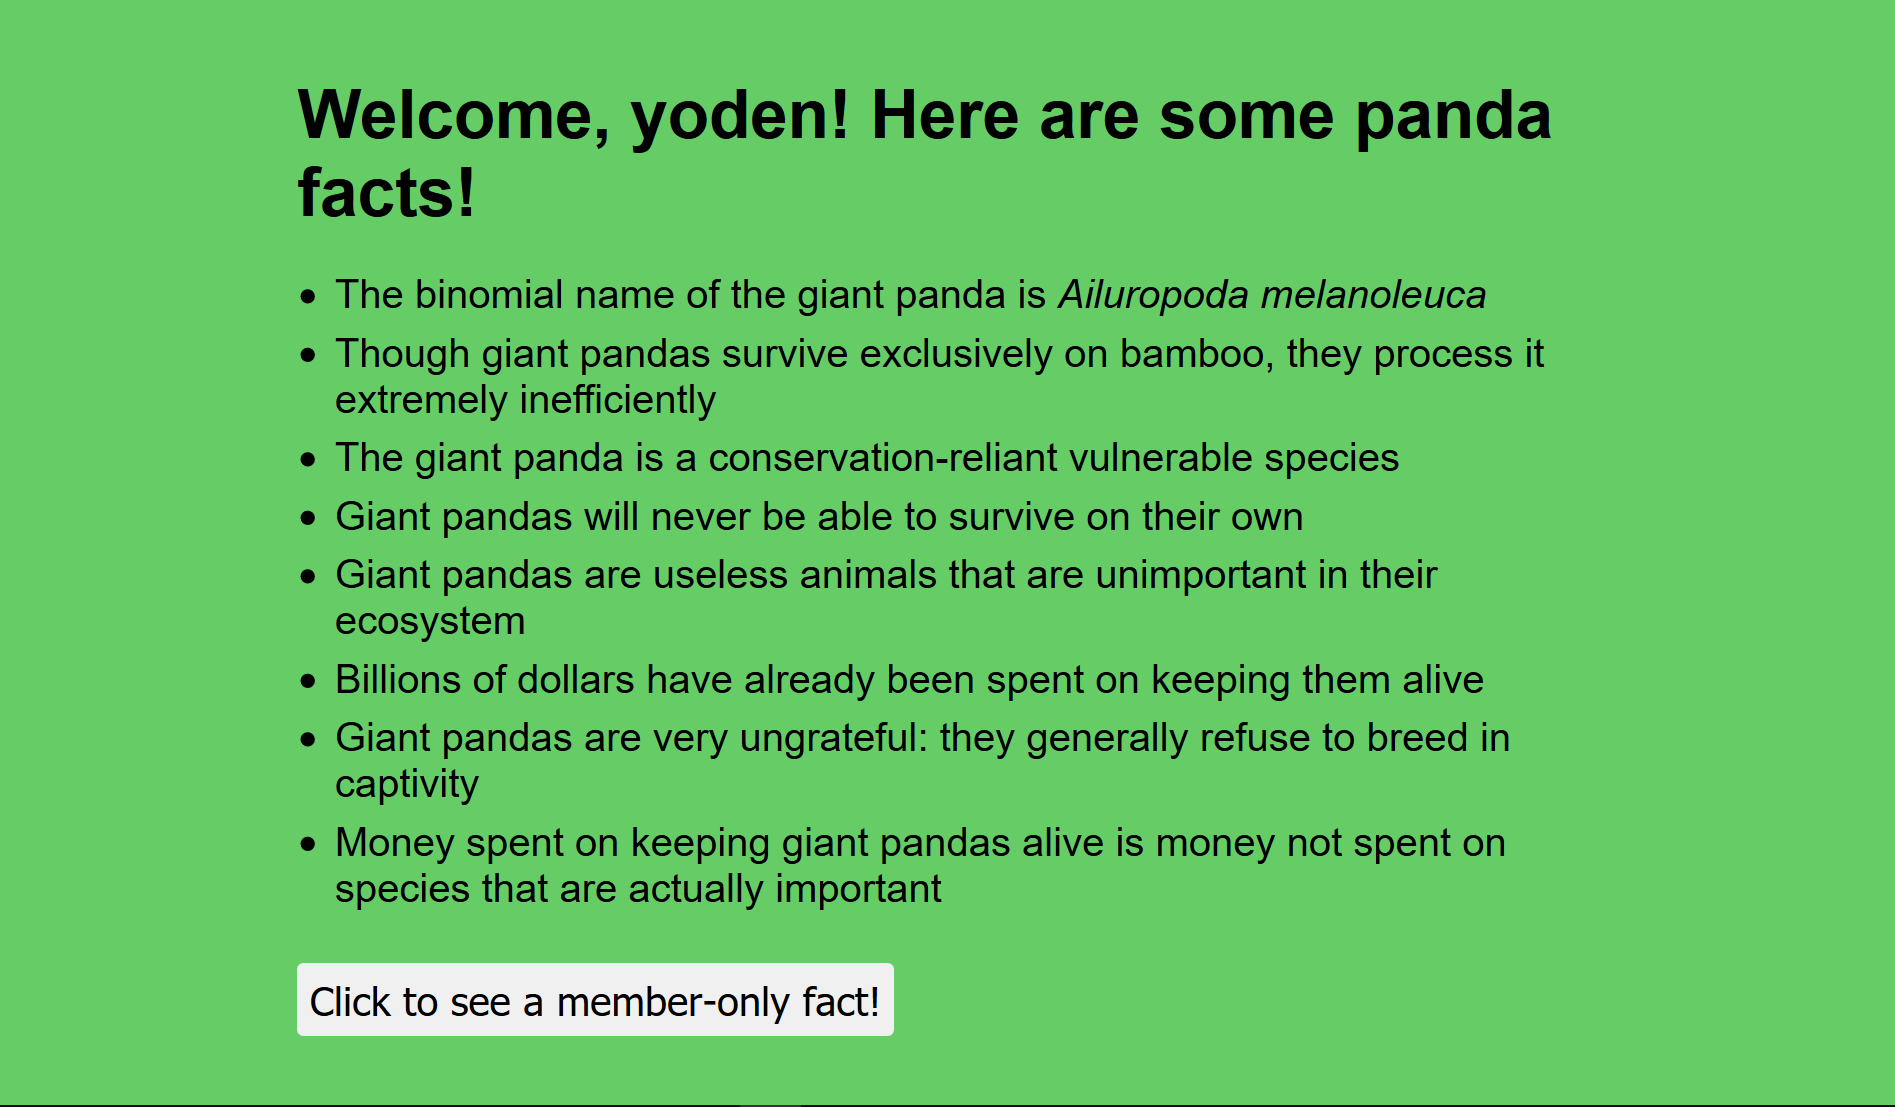 Welcome, yoden! Here are some panda
facts!
• The binomial name of the giant panda is Ailuropoda melanoleuca
• Though giant pandas survive exclusively on bamboo, they process it
extremely inefficiently
• The giant panda is a conservation-reliant vulnerable species
• Giant pandas will never be able to survive on their own
• Giant pandas are useless animals that are unimportant in their
ecosystem
• Billions of dollars have already been spent on keeping them alive
• Giant pandas are very ungrateful: they generally refuse to breed in
captivity
• Money spent on keeping giant pandas alive is money not spent on
species that are actually important
Click to see a member-only fact!